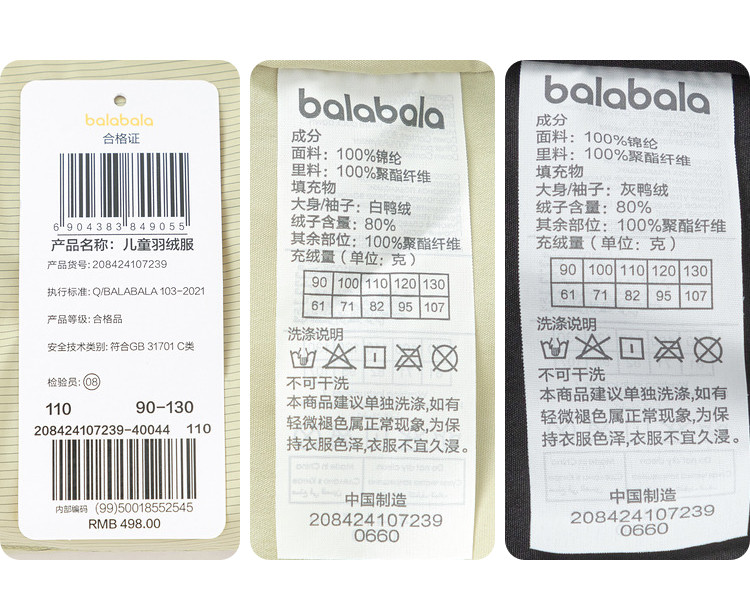 balabala
合格证
6 904383 849055
产品名称：儿童羽绒服
产品货号：208424107239
执行标准：Q/BALABALA 103-2021
产品等级：合格品
安全技术类别：符合GB 31701 C类
检验员：08
110 90-130
208424107239-40044 110
内部编码 (99)50018552545
RMB 498.00
balabala
成分
面料：100%锦纶
里料：100%聚酯纤维
填充物
大身/袖子：白鸭绒
绒子含量：80%
其余部位：100%聚酯纤维
充绒量（单位：克）
90 100 110 120 130
61 71 82 95 107
洗涤说明
不可干洗
本商品建议单独洗涤,如有
轻微褪色属正常现象,为保
持衣服色泽,衣服不宜久浸。
中国制造
208424107239
0660
balabala
成分
面料：100%锦纶
里料：100%聚酯纤维
填充物
大身/袖子：灰鸭绒
绒子含量：80%
其余部位：100%聚酯纤维
充绒量（单位：克）
90 100 110 120 130
61 71 82 95 107
洗涤说明
不可干洗
本商品建议单独洗涤,如有
轻微褪色属正常现象,为保
持衣服色泽,衣服不宜久浸。
中国制造
208424107239
0660